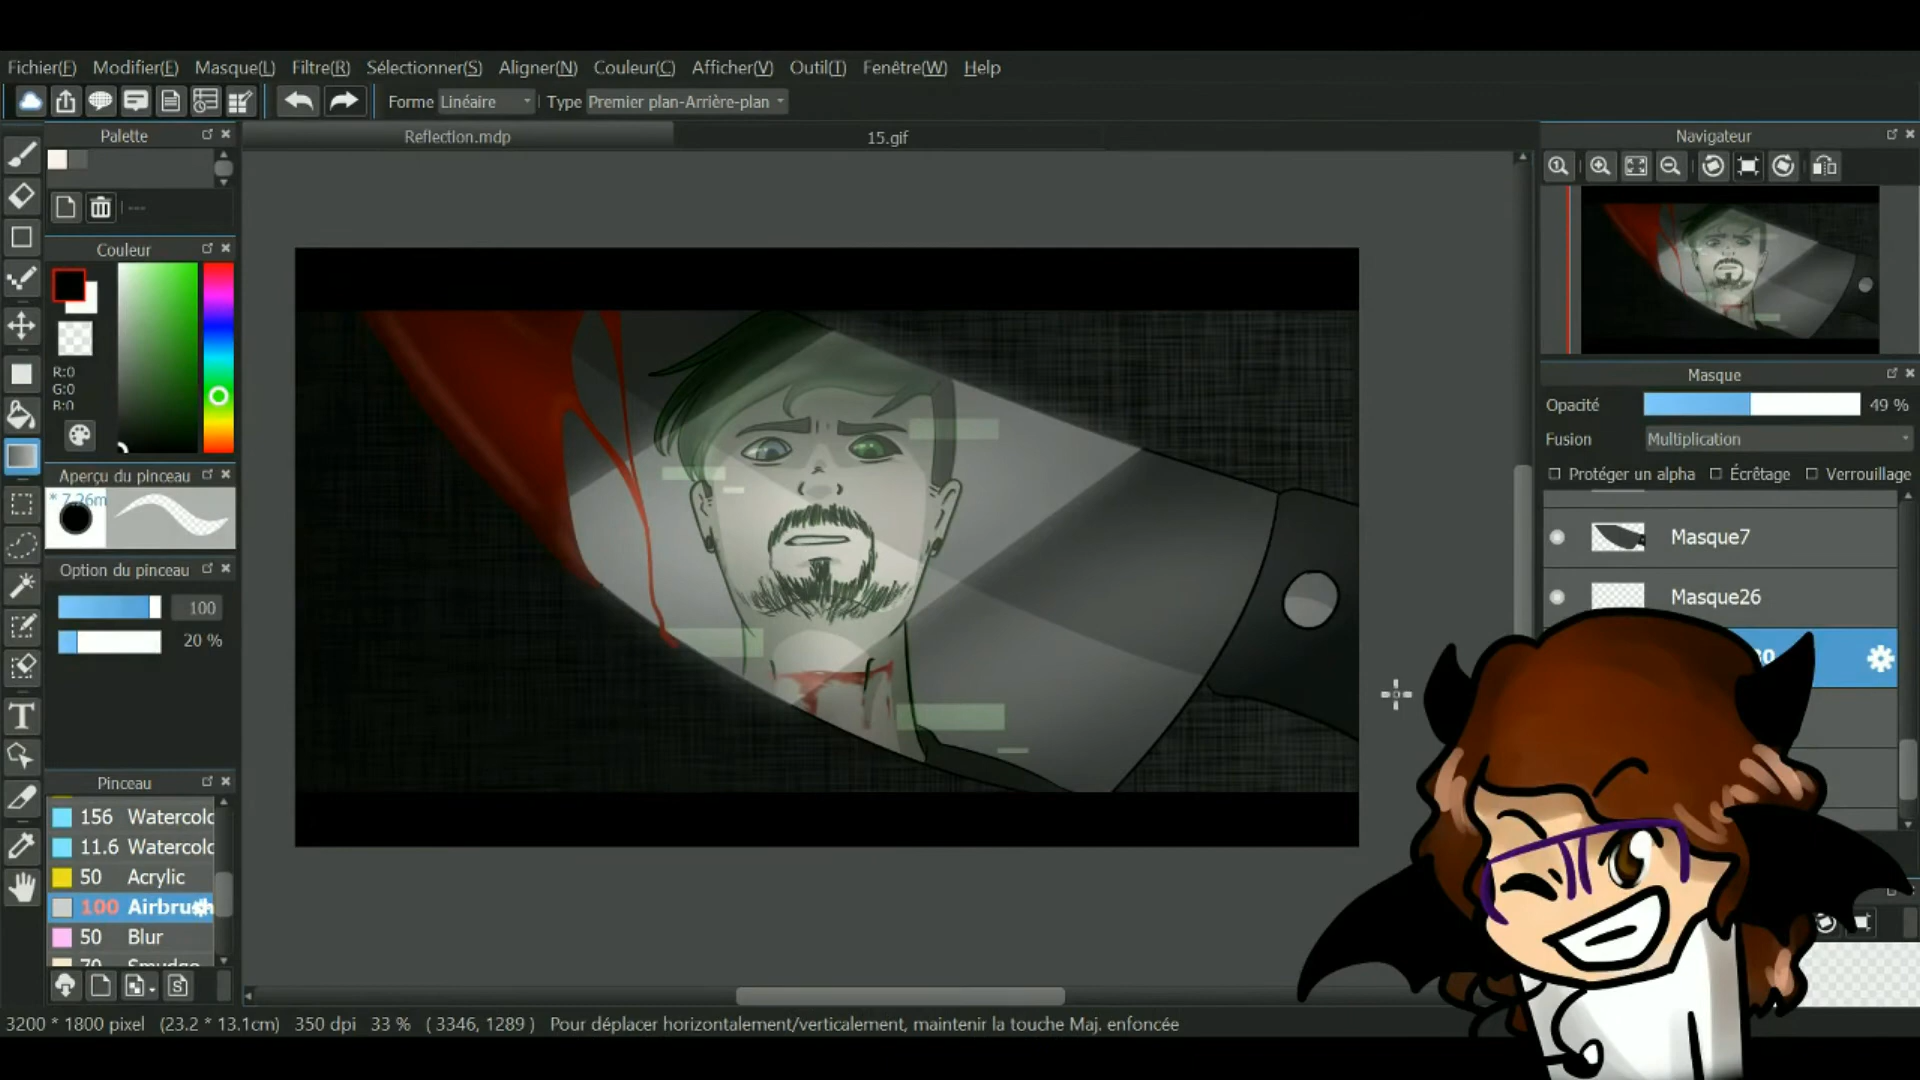 Fichier(F) Modifier(E) Masque(L) Filtre(R) Sélectionner(S) Aligner(N) Couleur(C) Afficher(V) Outil(T) Fenêtre(W) Help
Forme Linéaire Type Premier plan-Arrière-plan
Palette
Reflection.mdp
15.gif
Navigateur
---
Couleur
R:0
G:0
B:0
Masque
Opacité 49 %
Fusion Multiplication
Protéger un alpha Écrêtage Verrouillage
Aperçu du pinceau
* 7.26m
Masque7
Option du pinceau
Masque26
100
20 %
Pinceau
156 Watercolc
11.6 Watercolc
50 Acrylic
100 Airbrush
50 Blur
70 Smudge
3200 * 1800 pixel (23.2 * 13.1cm) 350 dpi 33 % ( 3346, 1289 ) Pour déplacer horizontalement/verticalement, maintenir la touche Maj. enfoncée